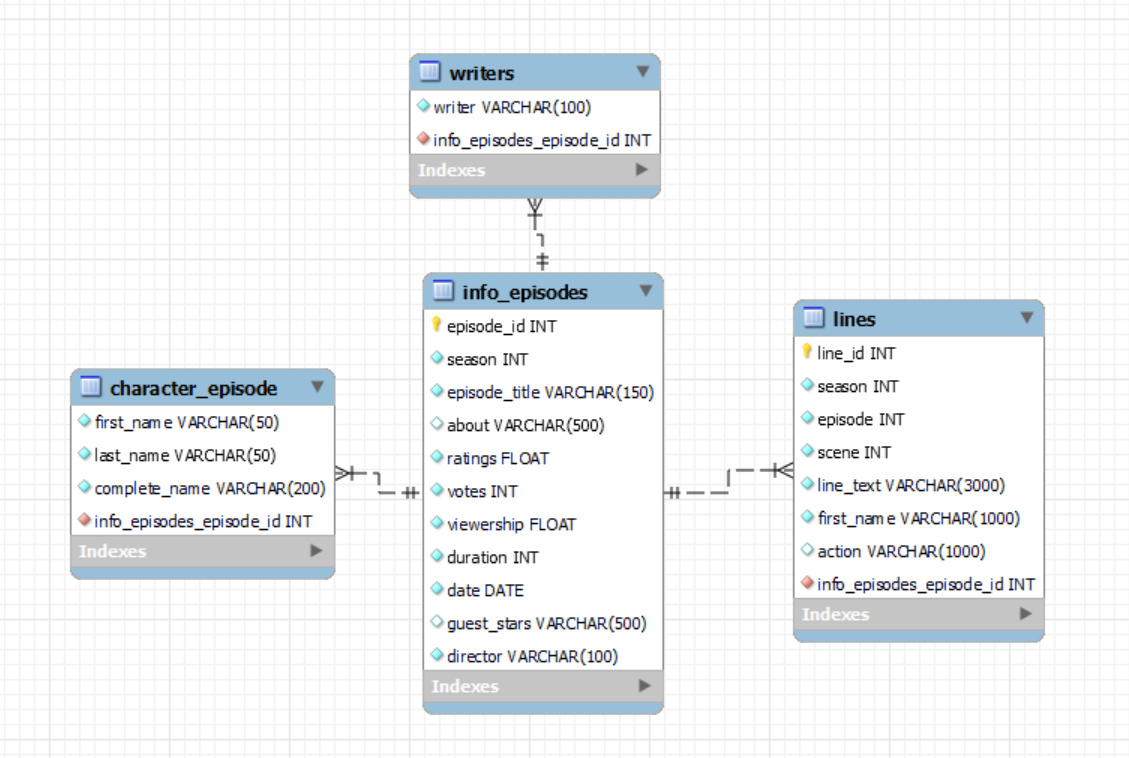 writers
writer VARCHAR(100)
info_episodes_episode_id INT
Indexes
info_episodes
episode_id INT
season INT
episode_title VARCHAR(150)
about VARCHAR(500)
ratings FLOAT
votes INT
viewership FLOAT
duration INT
date DATE
guest_stars VARCHAR(500)
director VARCHAR(100)
Indexes
character_episode
first_name VARCHAR(50)
last_name VARCHAR(50)
complete_name VARCHAR(200)
info_episodes_episode_id INT
Indexes
lines
line_id INT
season INT
episode INT
scene INT
line_text VARCHAR(3000)
first_name VARCHAR(1000)
action VARCHAR(1000)
info_episodes_episode_id INT
Indexes